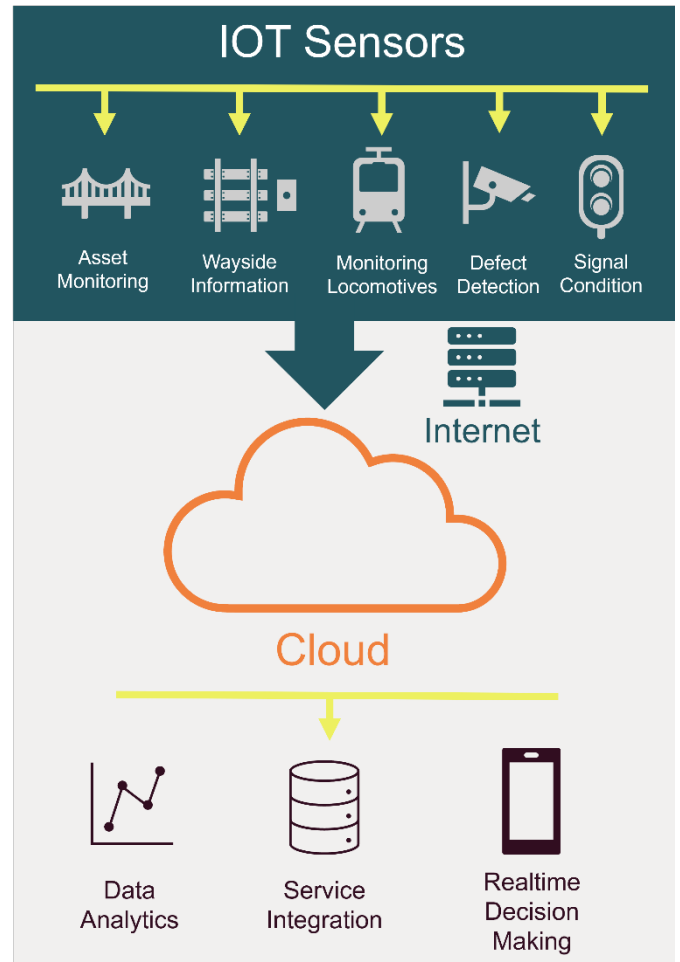 IOT Sensors
Asset
Monitoring
Wayside
Information
Monitoring
Locomotives
Defect
Detection
Signal
Condition
Internet
Cloud
Data
Analytics
Service
Integration
Realtime
Decision
Making